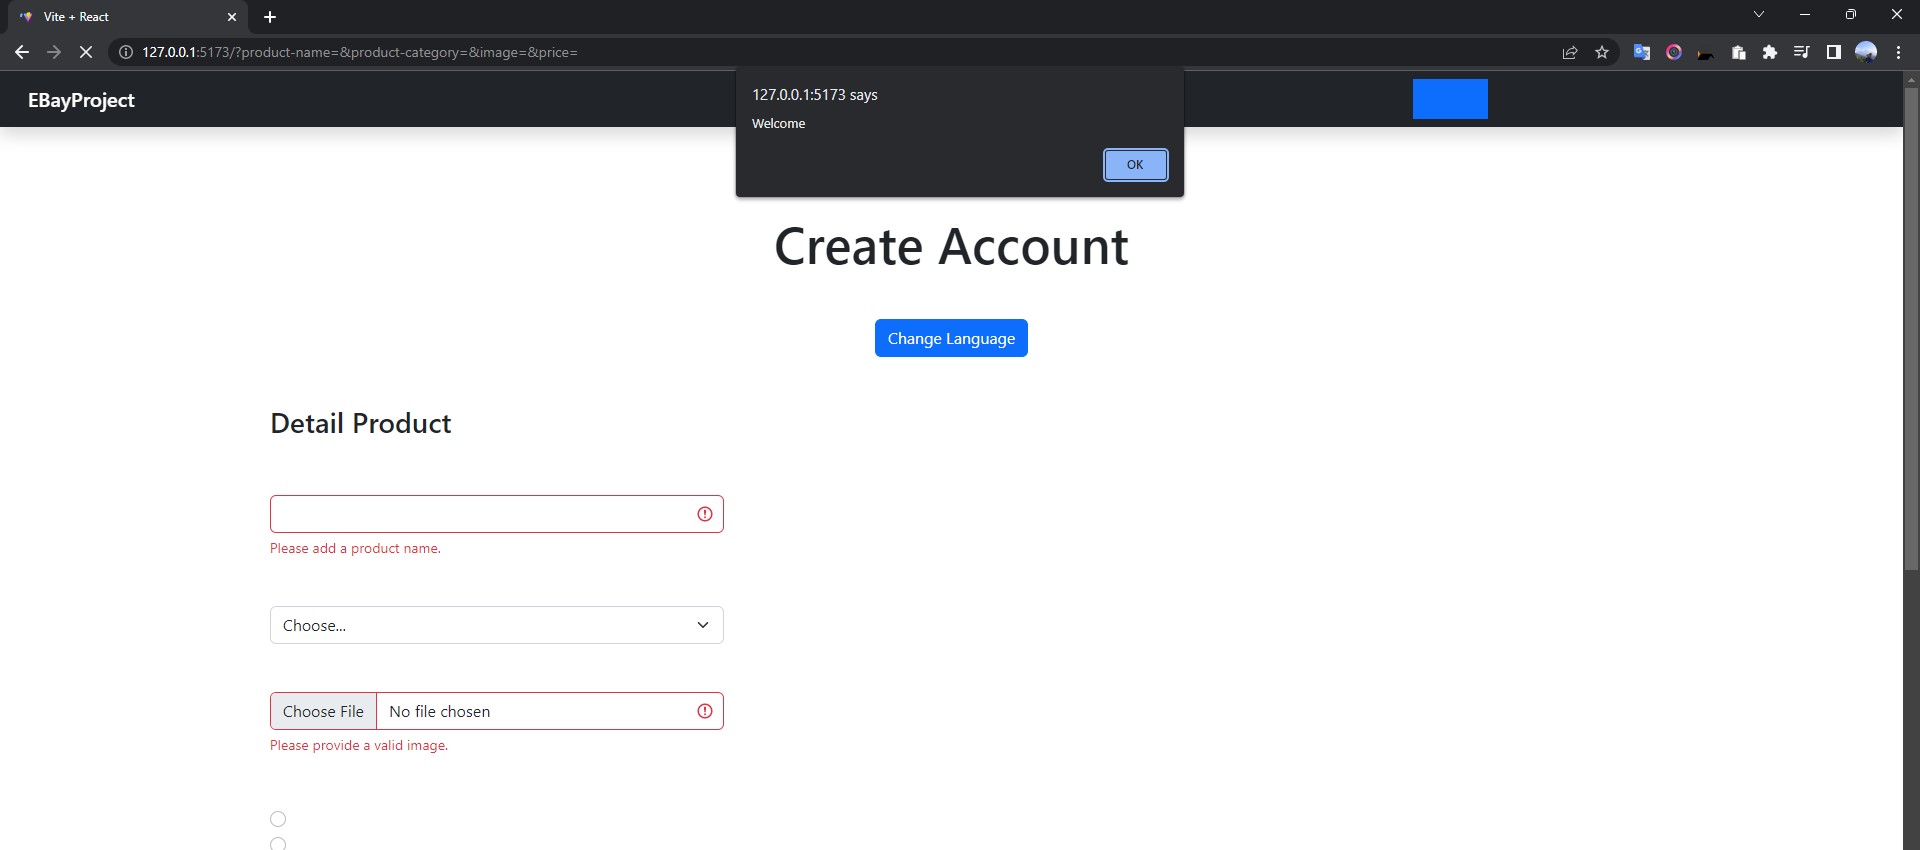 Vite + React
127.0.0.1:5173/?product-name=&product-category=&image=&price=
EBayProject
127.0.0.1:5173 says
Welcome
OK
Create Account
Change Language
Detail Product
Please add a product name.
Choose...
Choose File No file chosen
Please provide a valid image.